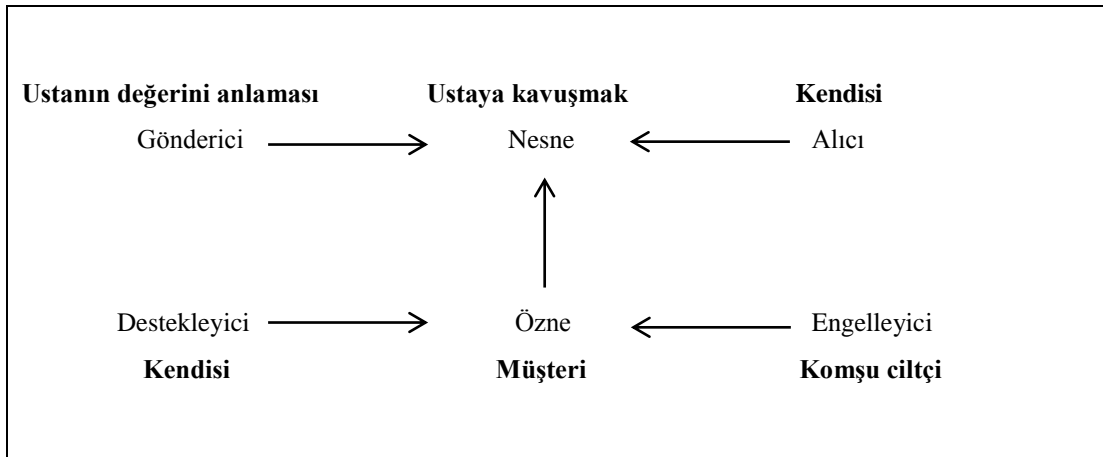 Ustanın değerini anlaması Ustaya kavuşmak Kendisi
Gönderici Nesne Alıcı
Destekleyici Özne Engelleyici
Kendisi Müşteri Komşu ciltçi